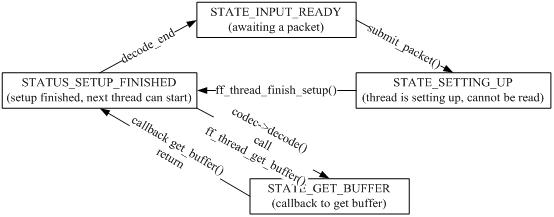 STATE_INPUT_READY
(awaiting a packet)
decode_end
submit_packet()
STATUS_SETUP_FINISHED
(setup finished, next thread can start)
ff_thread_finish_setup()
STATE_SETTING_UP
(thread is setting up, cannot be read)
codec->decode()
call
ff_thread_get_buffer()
callback get_buffer()
return
STATE_GET_BUFFER
(callback to get buffer)